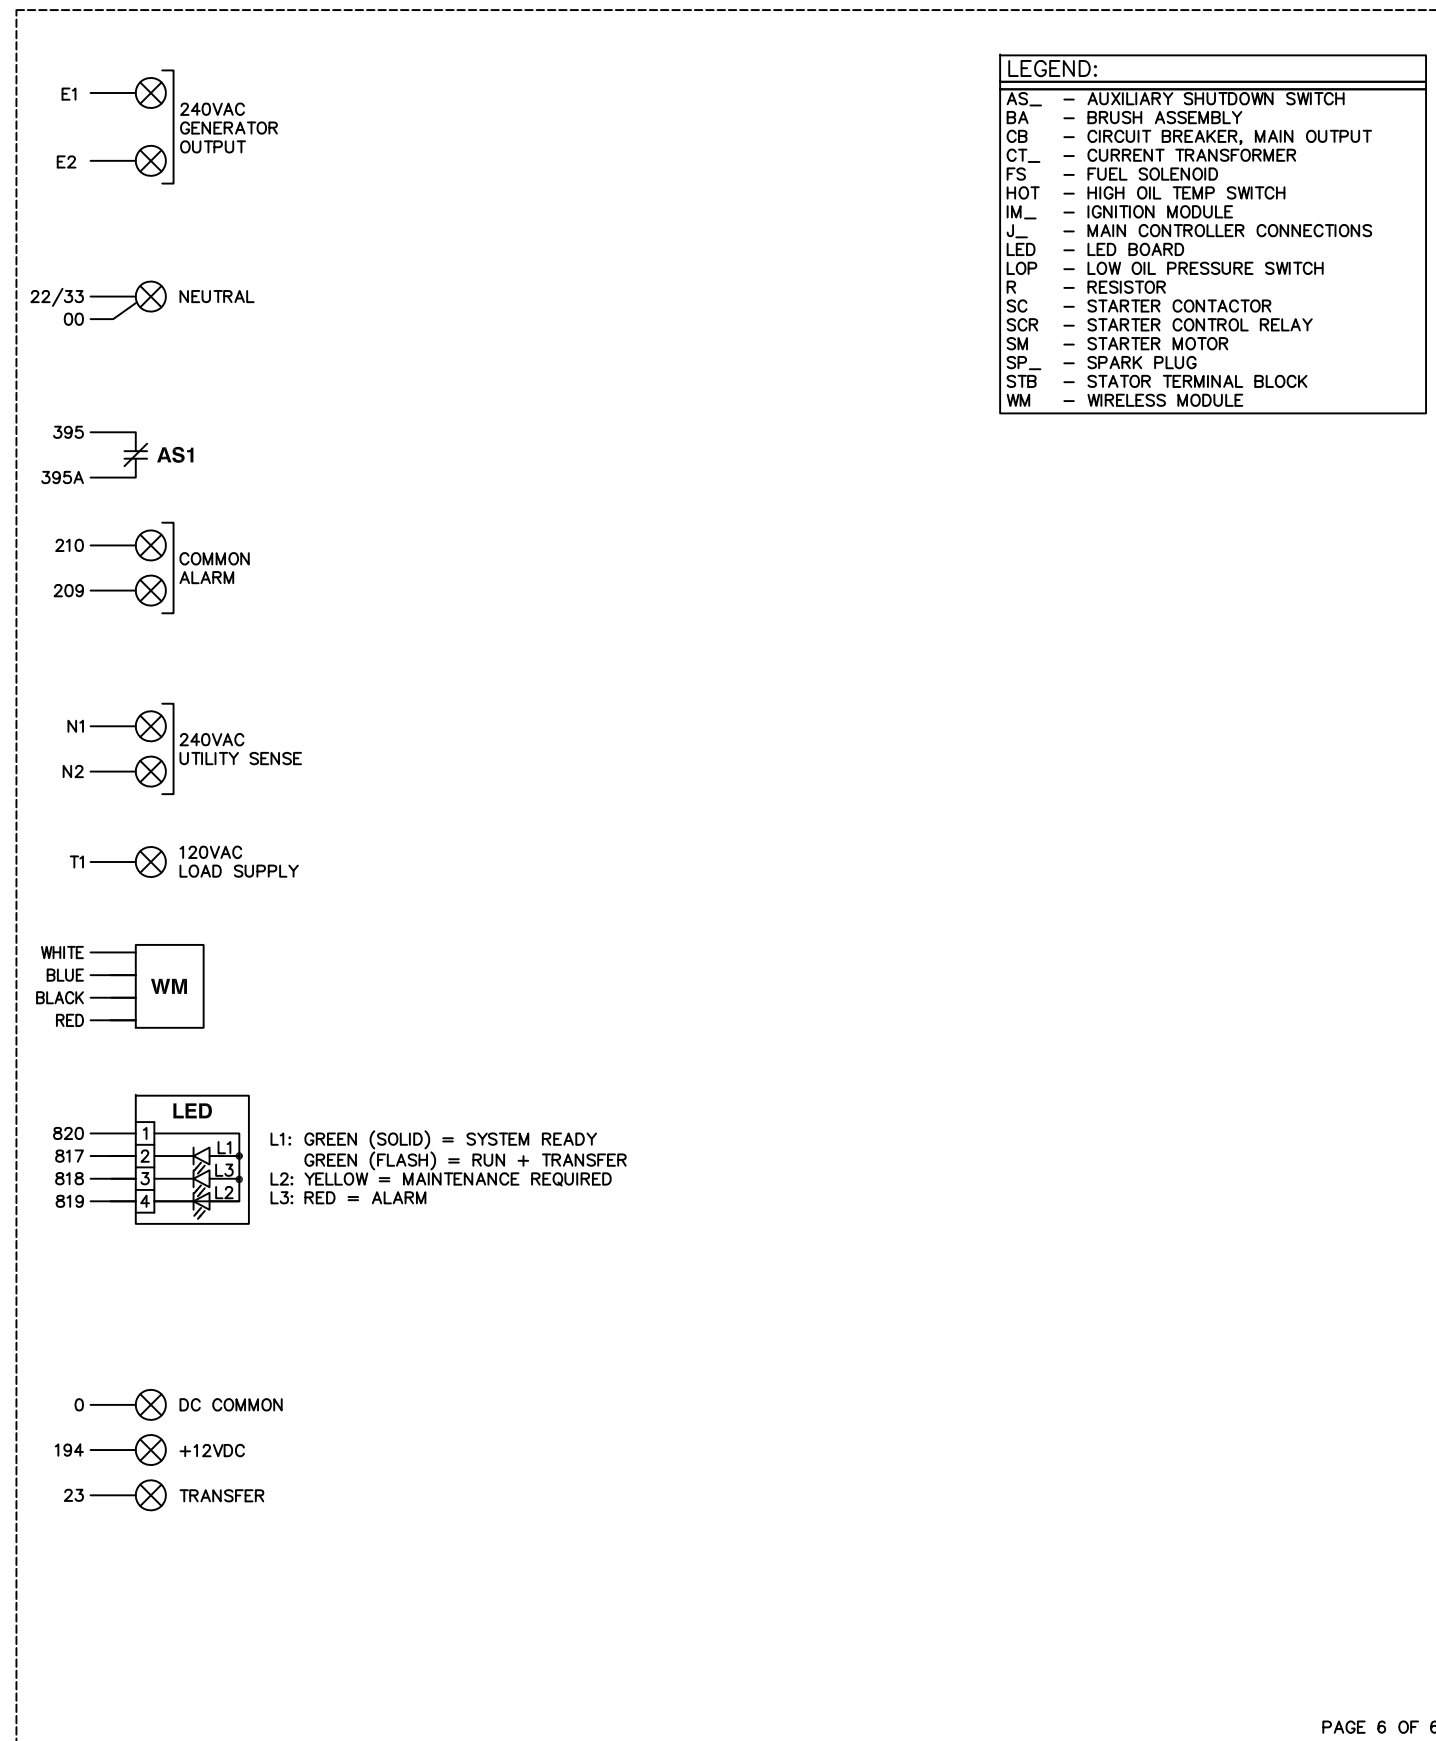 LEGEND:
AS_ – AUXILIARY SHUTDOWN SWITCH
BA – BRUSH ASSEMBLY
CB – CIRCUIT BREAKER, MAIN OUTPUT
CT_ – CURRENT TRANSFORMER
FS – FUEL SOLENOID
HOT – HIGH OIL TEMP SWITCH
IM_ – IGNITION MODULE
J_ – MAIN CONTROLLER CONNECTIONS
LED – LED BOARD
LOP – LOW OIL PRESSURE SWITCH
R – RESISTOR
SC – STARTER CONTACTOR
SCR – STARTER CONTROL RELAY
SM – STARTER MOTOR
SP_ – SPARK PLUG
STB – STATOR TERMINAL BLOCK
WM – WIRELESS MODULE
E1
240VAC
GENERATOR
OUTPUT
E2
22/33 NEUTRAL
00
395
AS1
395A
210
COMMON
ALARM
209
N1
240VAC
UTILITY SENSE
N2
T1
120VAC
LOAD SUPPLY
WHITE
BLUE
WM
BLACK
RED
LED
820 1
817 2 L1
818 3 L3
819 4 L2
L1: GREEN (SOLID) = SYSTEM READY
GREEN (FLASH) = RUN + TRANSFER
L2: YELLOW = MAINTENANCE REQUIRED
L3: RED = ALARM
0 DC COMMON
194 +12VDC
23 TRANSFER
PAGE 6 OF 6